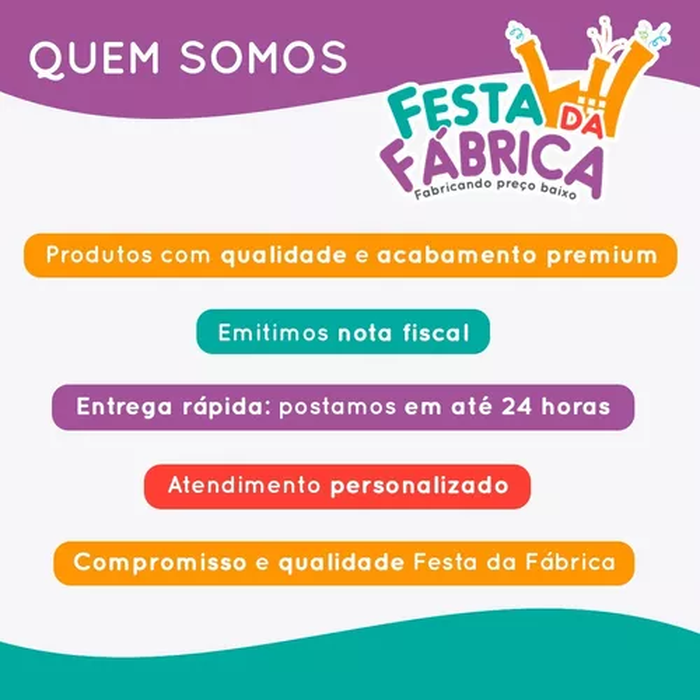 QUEM SOMOS
FESTA
DA
FÁBRICA
Fabricando preço baixo
Produtos com qualidade e acabamento premium
Emitimos nota fiscal
Entrega rápida: postamos em até 24 horas
Atendimento personalizado
Compromisso e qualidade Festa da Fábrica